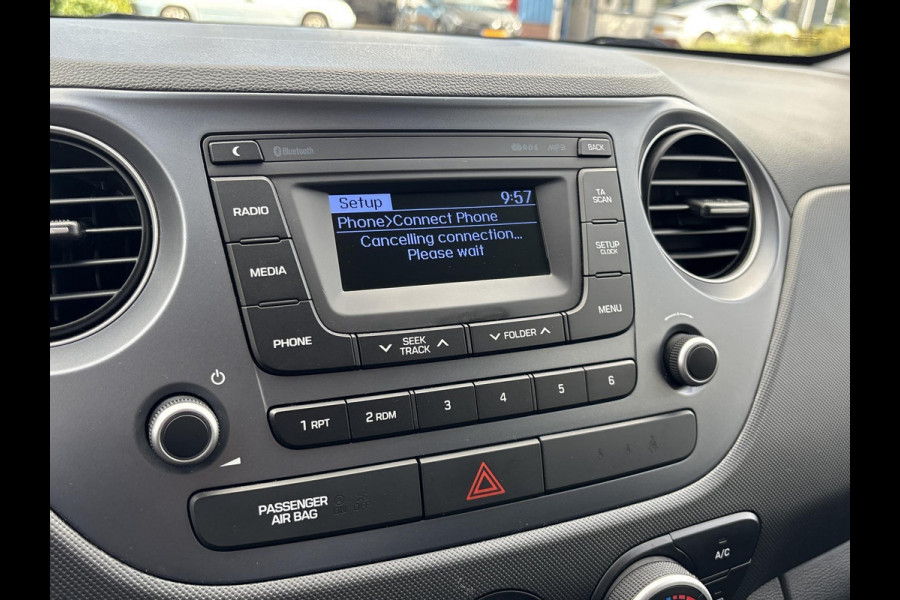 Bluetooth
MP3
BACK
RADIO
MEDIA
PHONE
Setup 9:57
Phone>Connect Phone
Cancelling connection...
Please wait
TA
SCAN
SETUP
CLOCK
MENU
SEEK
TRACK
FOLDER
1 RPT
2 RDM
3
4
5
6
PASSENGER
AIR BAG
A/C